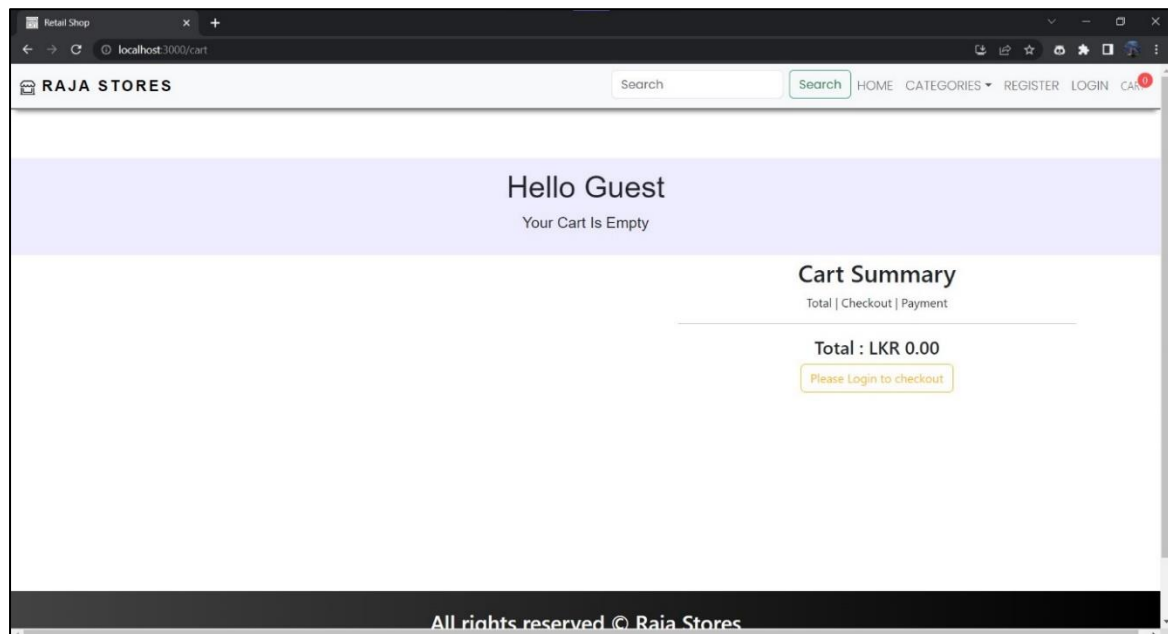 Retail Shop
localhost:3000/cart
RAJA STORES
Search
Search
HOME CATEGORIES REGISTER LOGIN
0
Hello Guest
Your Cart Is Empty
Cart Summary
Total | Checkout | Payment
Total : LKR 0.00
Please Login to checkout
All rights reserved © Raja Stores